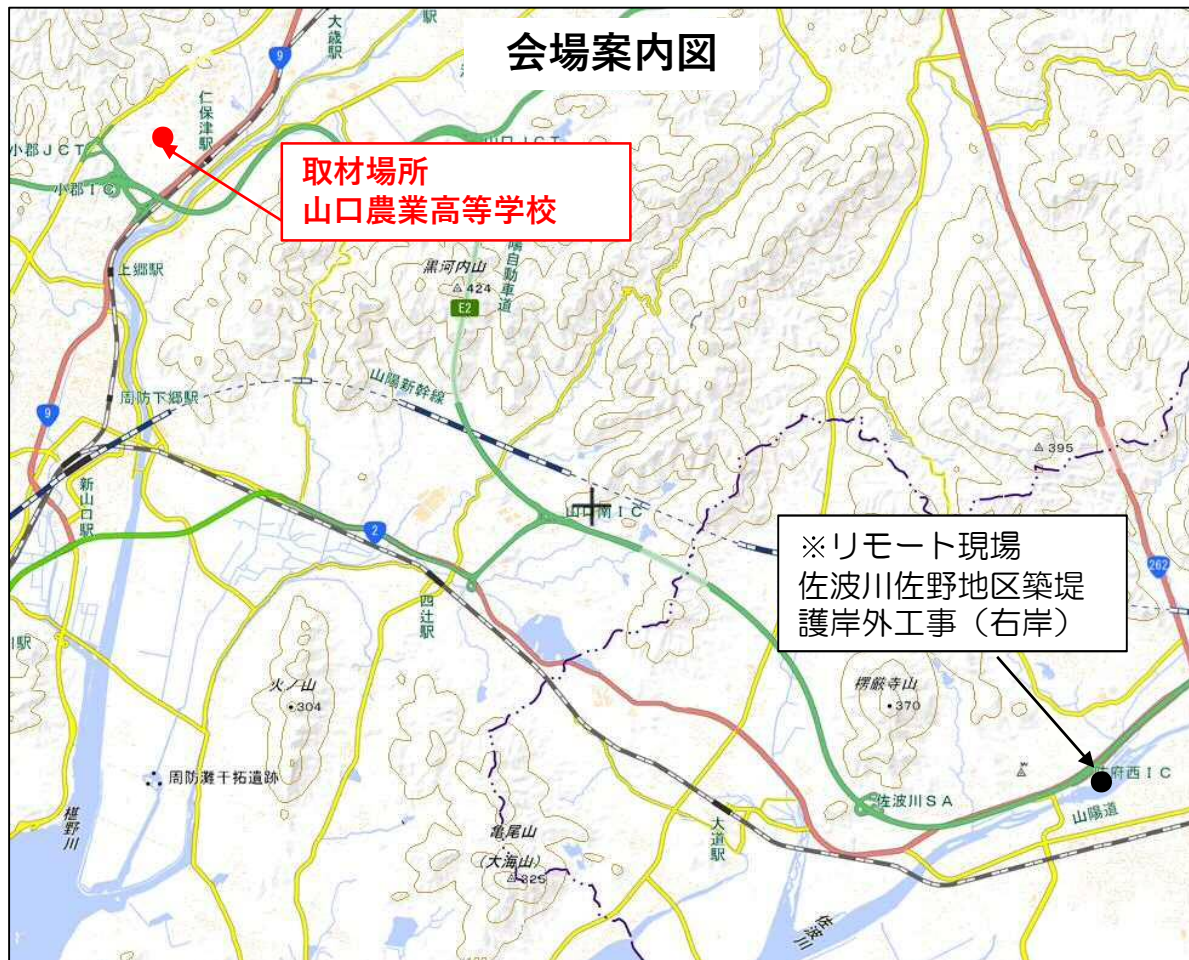 会場案内図
大歳駅
駅
9
仁保津駅
小郡JCT
小郡IC
取材場所
山口農業高等学校
陽自動車道
黒河内山
424
E2
上郷駅
山陽新幹線
周防下郷駅
9
395
新山口駅
山口南IC
2
※リモート現場
佐波川佐野地区築堤
護岸外工事（右岸）
262
四辻駅
川駅
火ノ山
304
楞厳寺山
370
周防灘干拓遺跡
府西IC
佐波川SA
山陽道
大道駅
椹野川
亀尾山
(大海山)
325
佐波川